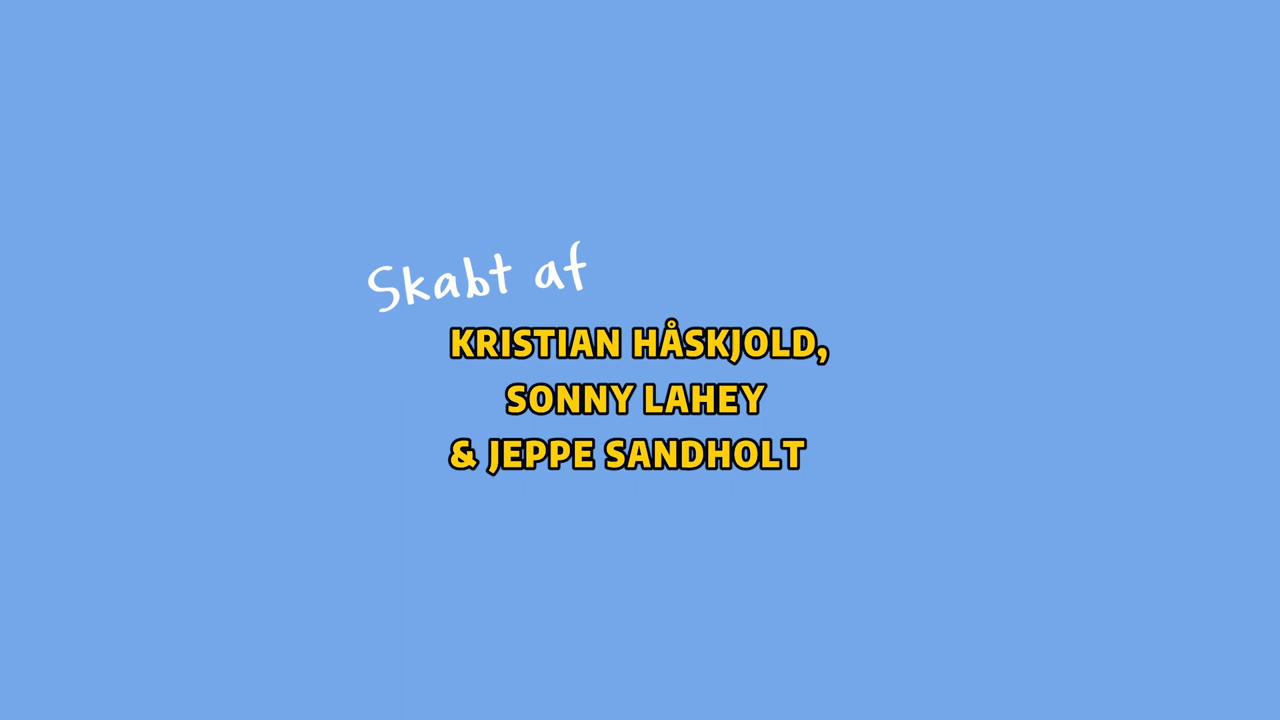 Skabt af
KRISTIAN HÅSKJOLD,
SONNY LAHEY
& JEPPE SANDHOLT